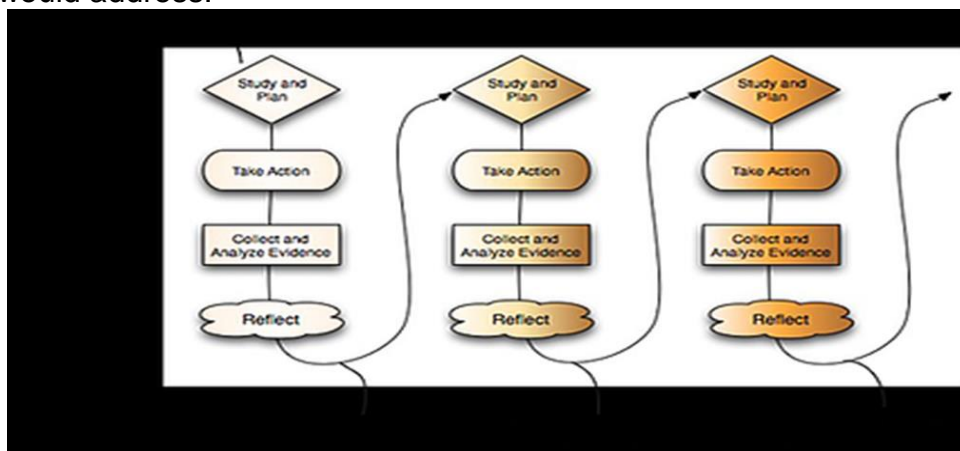 would address.
Study and
Plan
Take Action
Collect and
Analyze Evidence
Reflect
Study and
Plan
Take Action
Collect and
Analyze Evidence
Reflect
Study and
Plan
Take Action
Collect and
Analyze Evidence
Reflect